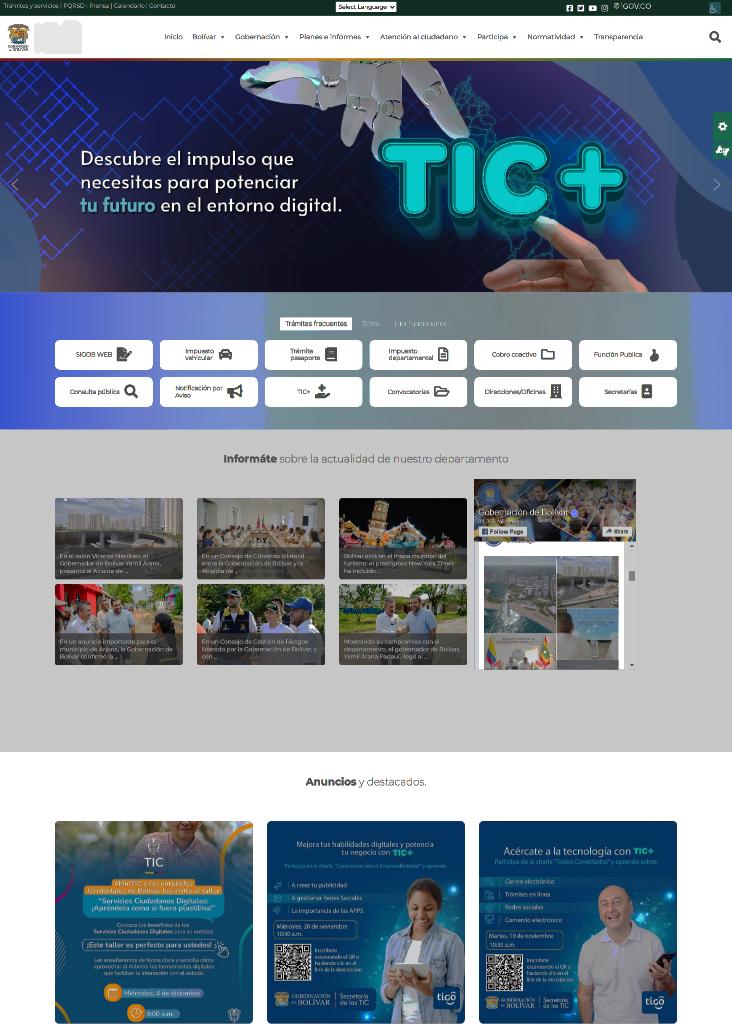 Trámites y servicios | PQRSD | Prensa | Calendario | Contacto
Select Language
GOV.CO
Inicio
Bolívar
Gobernación
Planes e informes
Atención al ciudadano
Participa
Normatividad
Transparencia
Descubre el impulso que
necesitas para potenciar
tu futuro en el entorno digital.
TIC+
Trámites frecuentes
Sites
Link funcionarios
SIGOB WEB
Impuesto
vehicular
Trámite
pasaporte
Impuesto
departamental
Cobro coactivo
Función Publica
Consulta pública
Notificación por
Aviso
TIC+
Convocatorias
Direcciones/Oficinas
Secretarías
Informáte sobre la actualidad de nuestro departamento
En el salón Vicente Martínez, el
Gobernador de Bolívar Yamil Arana,
presentó el Alcalde de ...
En un Consejo de Gobierno bilateral
entre la Gobernación de Bolívar y la
Alcaldía de ...
Bolívar está en el mapa mundial del
turismo: el prestigioso New York Times
ha incluido ...
Gobernación de Bolívar
Follow Page
Share
En un anuncio importante para el
municipio de Arjona, la Gobernación de
Bolívar confirmó la ...
En un Consejo de Gestión de Riesgos
liderado por la Gobernación de Bolívar, y
con ...
Mostrando su compromiso con el
departamento, el gobernador de Bolívar,
Yamil Arana Padauí, llegó al ...
Anuncios y destacados.
TIC
#MinTIC y las entidades
territoriales de Bolívar los invita al taller
"Servicios Ciudadanos Digitales:
¡Apréndelo como si fuera plastilina!"
Conoce los beneficios de los
Servicios Ciudadanos Digitales para su entidad
¡Este taller es perfecto para ustedes!
Les enseñaremos de forma clara y sencilla cómo
aprovechar al máximo las herramientas digitales
que facilitan la interacción con el estado.
Miércoles, 4 de diciembre
9:00 a.m.
Mejora tus habilidades digitales y potencia
tu negocio con TIC+
Participa de la charla "Conectados con el Emprendimiento" y aprende
A crear tu publicidad
A gestionar Redes Sociales
La importancia de las APPS
Miércoles, 20 de noviembre
10:30 a.m.
Inscríbete
escaneando el QR o
haciendo clic en el
link de la descripción
GOBERNACIÓN
DE BOLÍVAR
Secretaría
de las TIC
tigo
Acércate a la tecnología con TIC+
Participa de la charla "Todos Conectados" y aprende sobre:
Correo electrónico
Trámites en línea
Redes sociales
Comercio electrónico
Martes, 19 de noviembre
10:30 a.m.
Inscríbete
escaneando el QR o
haciendo clic en el
link de la descripción
GOBERNACIÓN
DE BOLÍVAR
Secretaría
de las TIC
tigo